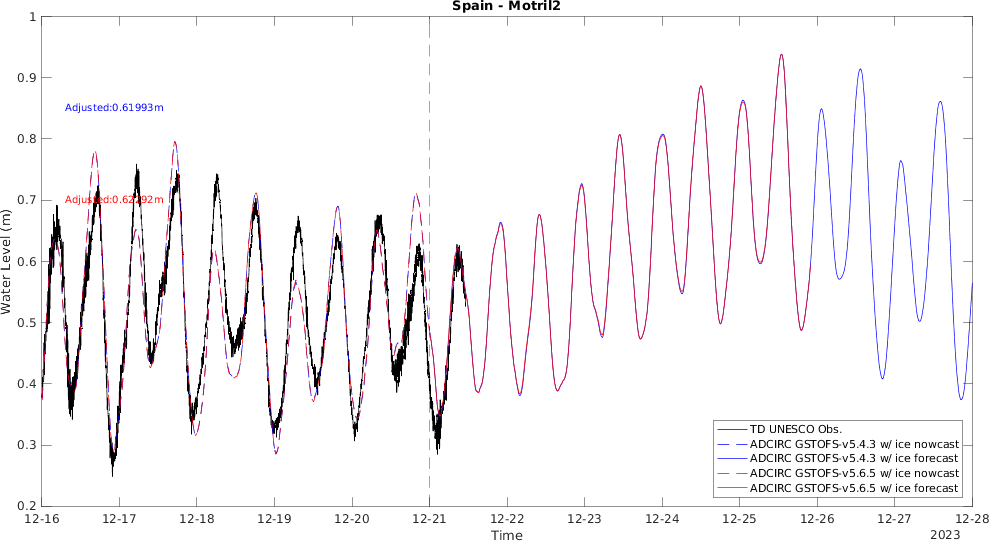 Spain - Motril2
1
0.9
0.8
0.7
0.6
0.5
0.4
0.3
0.2
Water Level (m)
Adjusted:0.61993m
Adjusted:0.62292m
TD UNESCO Obs.
ADCIRC GSTOFS-v5.4.3 w/ ice nowcast
ADCIRC GSTOFS-v5.4.3 w/ ice forecast
ADCIRC GSTOFS-v5.6.5 w/ ice nowcast
ADCIRC GSTOFS-v5.6.5 w/ ice forecast
12-16 12-17 12-18 12-19 12-20 12-21 12-22 12-23 12-24 12-25 12-26 12-27 12-28
Time
2023